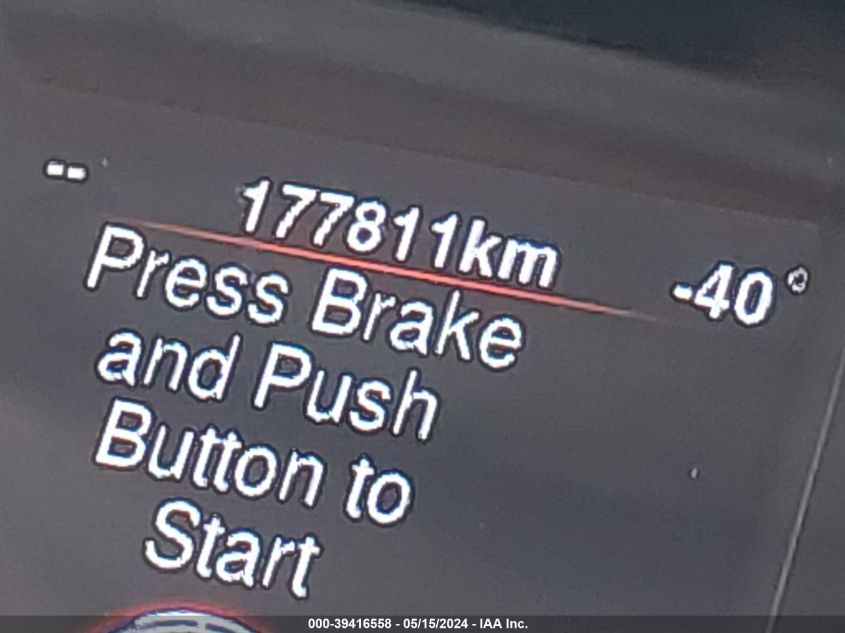 --
177811km
-40°
Press Brake
and Push
Button to
Start
000-39416558 - 05/15/2024 - IAA Inc.